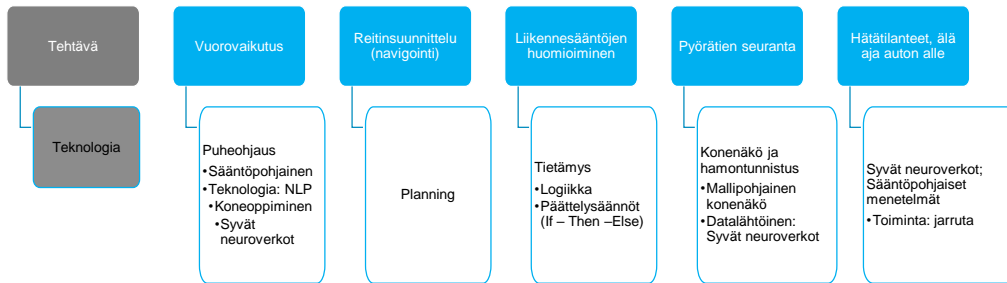 Tehtävä
Vuorovaikutus
Reitinsuunnittelu
(navigointi)
Liikennesääntöjen
huomioiminen
Pyörätien seuranta
Hätätilanteet, älä
aja auton alle
Teknologia
Puheohjaus
•Sääntöpohjainen
•Teknologia: NLP
•Koneoppiminen
•Syvät
neuroverkot
Planning
Tietämys
•Logiikka
•Päättelysäännöt
(If – Then –Else)
Konenäkö ja
hamontunnistus
•Mallipohjainen
konenäkö
•Datalähtöinen:
Syvät neuroverkot
Syvät neuroverkot;
Sääntöpohjaiset
menetelmät
•Toiminta: jarruta